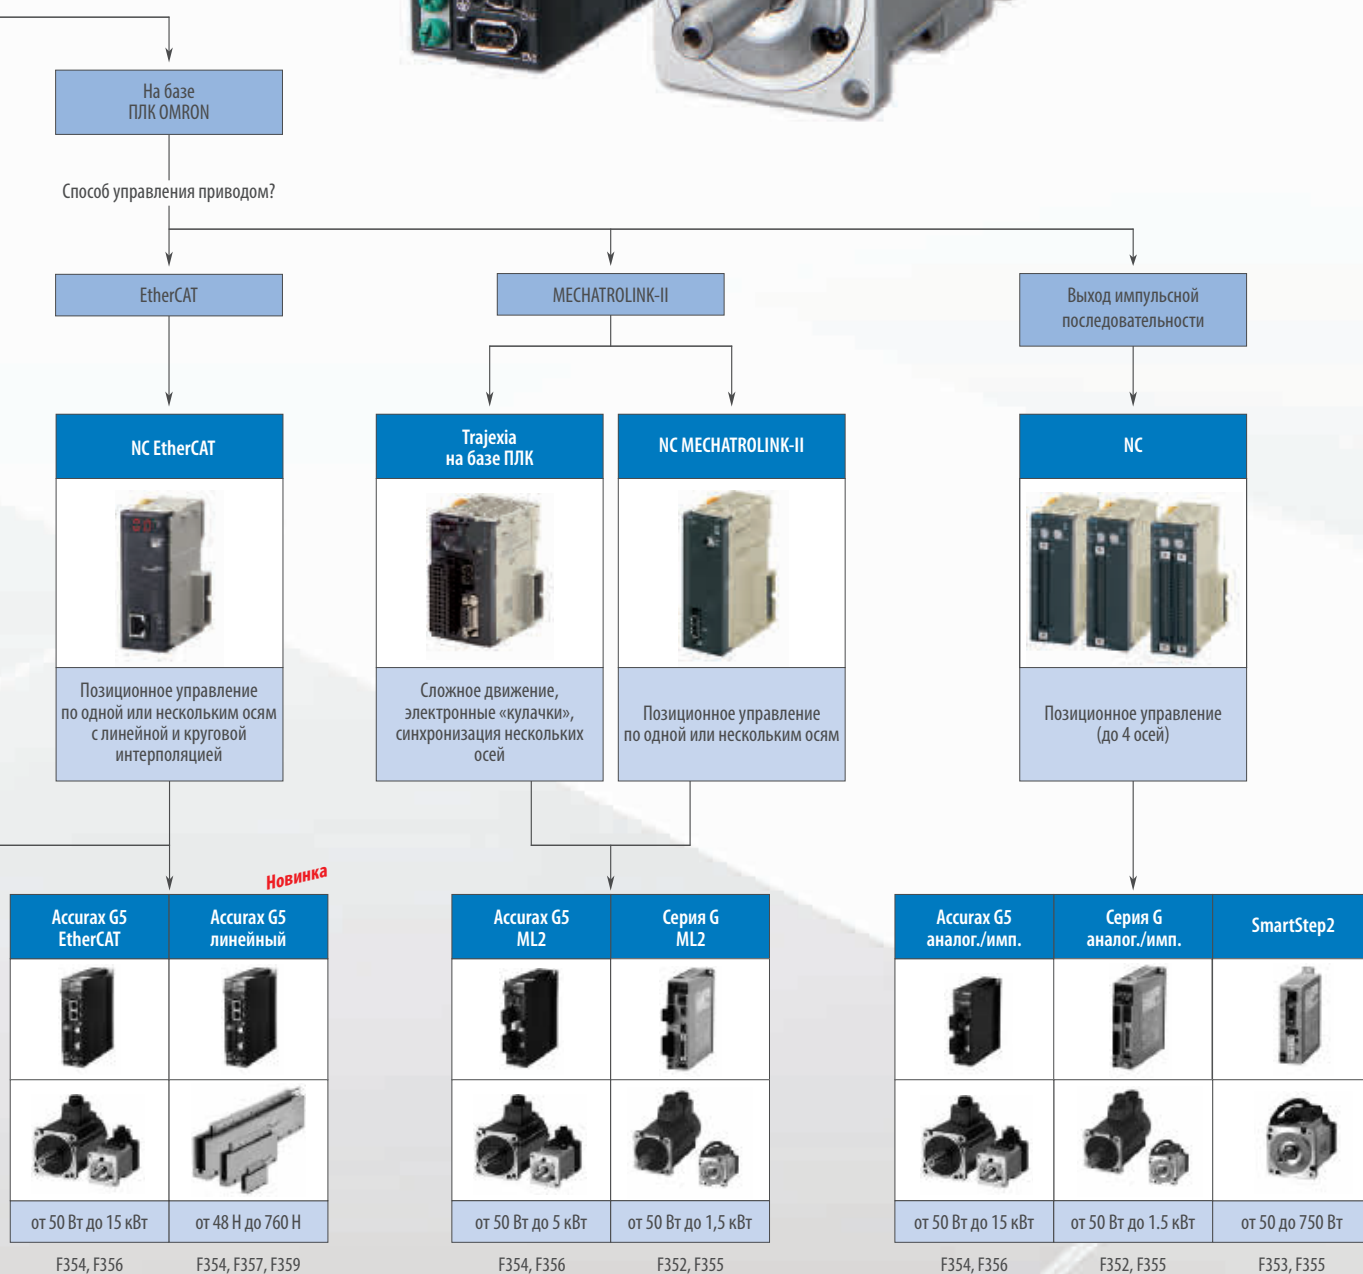 На базе
ПЛК OMRON
Способ управления приводом?
EtherCAT
MECHATROLINK-II
Выход импульсной
последовательности
NC EtherCAT
Trajexia
на базе ПЛК
NC MECHATROLINK-II
NC
Позиционное управление
по одной или нескольким осям
с линейной и круговой
интерполяцией
Сложное движение,
электронные «кулачки»,
синхронизация нескольких
осей
Позиционное управление
по одной или нескольким осям
Позиционное управление
(до 4 осей)
Новинка
Accurax G5
EtherCAT
Accurax G5
линейный
Accurax G5
ML2
Серия G
ML2
Accurax G5
аналог./имп.
Серия G
аналог./имп.
SmartStep2
от 50 Вт до 15 кВт
от 48 Н до 760 Н
от 50 Вт до 5 кВт
от 50 Вт до 1,5 кВт
от 50 Вт до 15 кВт
от 50 Вт до 1.5 кВт
от 50 до 750 Вт
F354, F356
F354, F357, F359
F354, F356
F352, F355
F354, F356
F352, F355
F353, F355